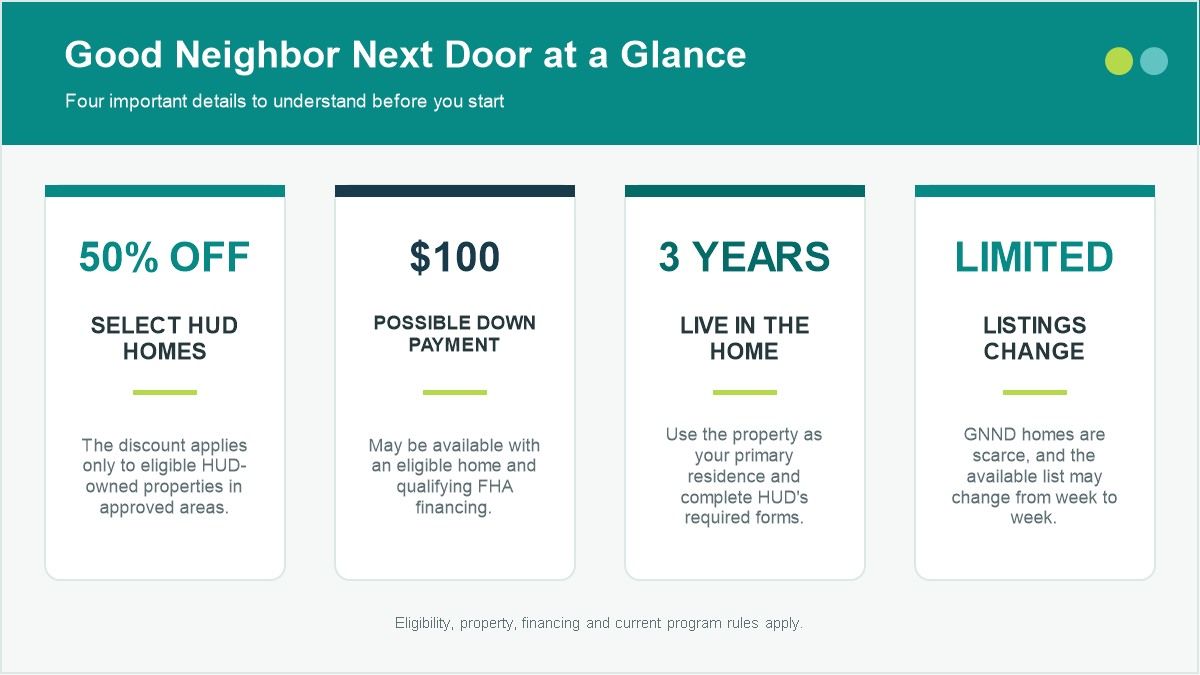 Good Neighbor Next Door at a Glance
Four important details to understand before you start
50% OFF
SELECT HUD
HOMES
The discount applies
only to eligible HUD-
owned properties in
approved areas.
$100
POSSIBLE DOWN
PAYMENT
May be available with
an eligible home and
qualifying FHA
financing.
3 YEARS
LIVE IN THE
HOME
Use the property as
your primary
residence and
complete HUD's
required forms.
LIMITED
LISTINGS
CHANGE
GNND homes are
scarce, and the
available list may
change from week to
week.
Eligibility, property, financing and current program rules apply.